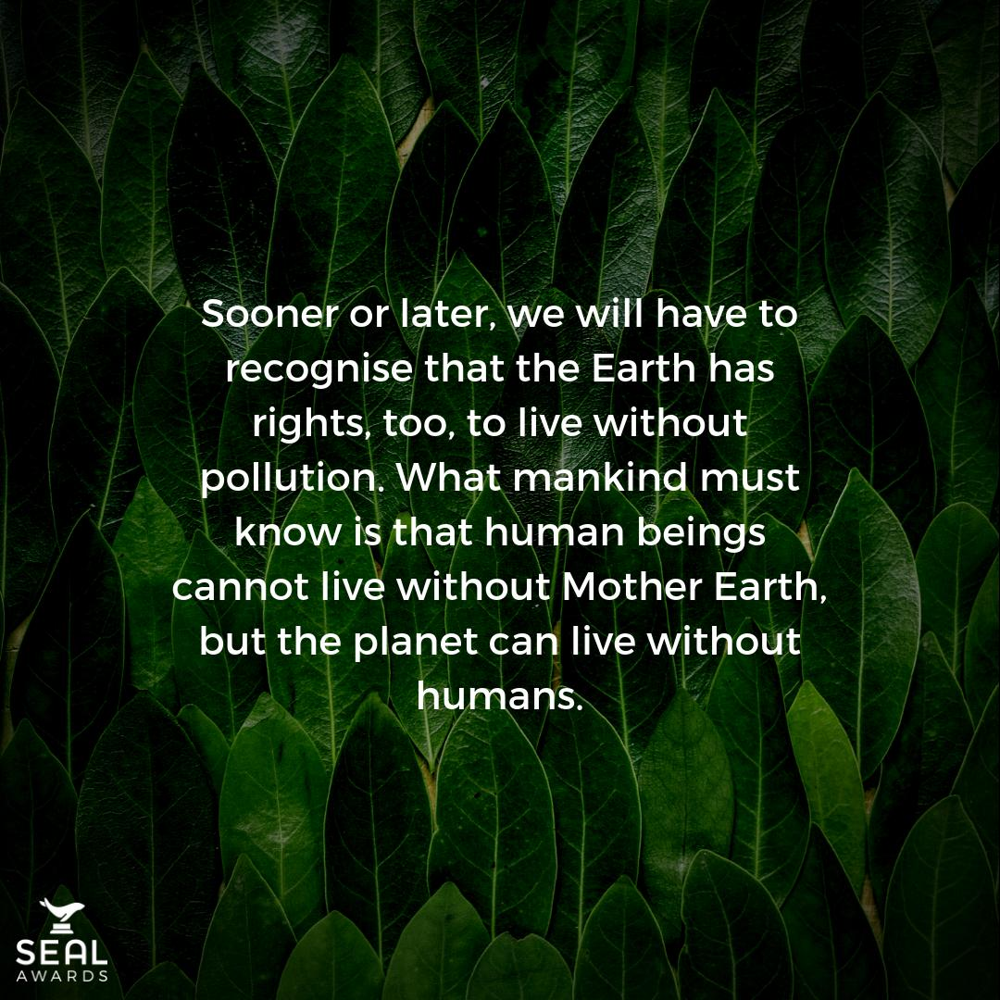 Sooner or later, we will have to
recognise that the Earth has
rights, too, to live without
pollution. What mankind must
know is that human beings
cannot live without Mother Earth,
but the planet can live without
humans.
SEAL
AWARDS